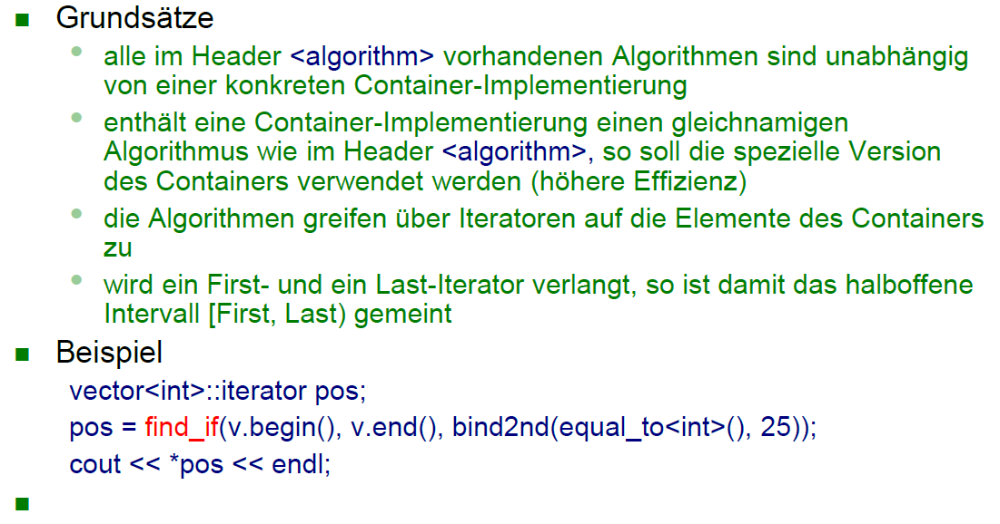 Grundsätze
alle im Header <algorithm> vorhandenen Algorithmen sind unabhängig
von einer konkreten Container-Implementierung
enthält eine Container-Implementierung einen gleichnamigen
Algorithmus wie im Header <algorithm>, so soll die spezielle Version
des Containers verwendet werden (höhere Effizienz)
die Algorithmen greifen über Iteratoren auf die Elemente des Containers
zu
wird ein First- und ein Last-Iterator verlangt, so ist damit das halboffene
Intervall [First, Last) gemeint
Beispiel
vector<int>::iterator pos;
pos = find_if(v.begin(), v.end(), bind2nd(equal_to<int>(), 25));
cout << *pos << endl;